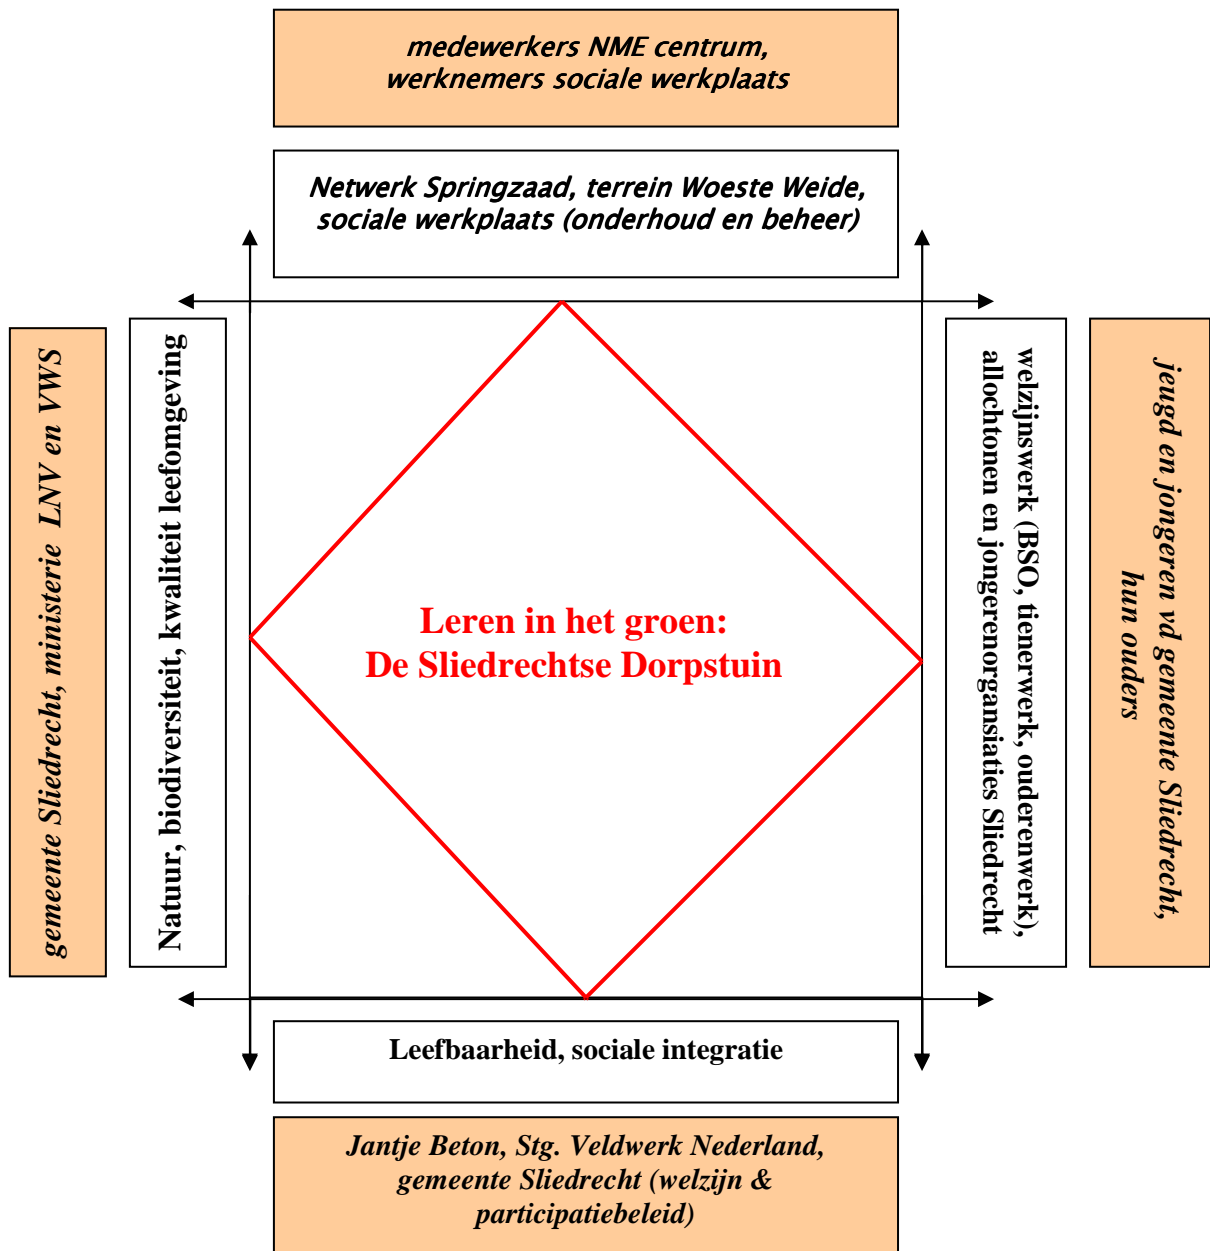 medewerkers NME centrum,
werknemers sociale werkplaats
Netwerk Springzaad, terrein Woeste Weide,
sociale werkplaats (onderhoud en beheer)
gemeente Sliedrecht, ministerie LNV en VWS
Natuur, biodiversiteit, kwaliteit leefomgeving
Leren in het groen:
De Sliedrechtse Dorpstuin
welzijnswerk (BSO, tienerwerk, ouderenwerk),
allochtonen en jongerenorgansiaties Sliedrecht
jeugd en jongeren vd gemeente Sliedrecht,
hun ouders
Leefbaarheid, sociale integratie
Jantje Beton, Stg. Veldwerk Nederland,
gemeente Sliedrecht (welzijn &
participatiebeleid)